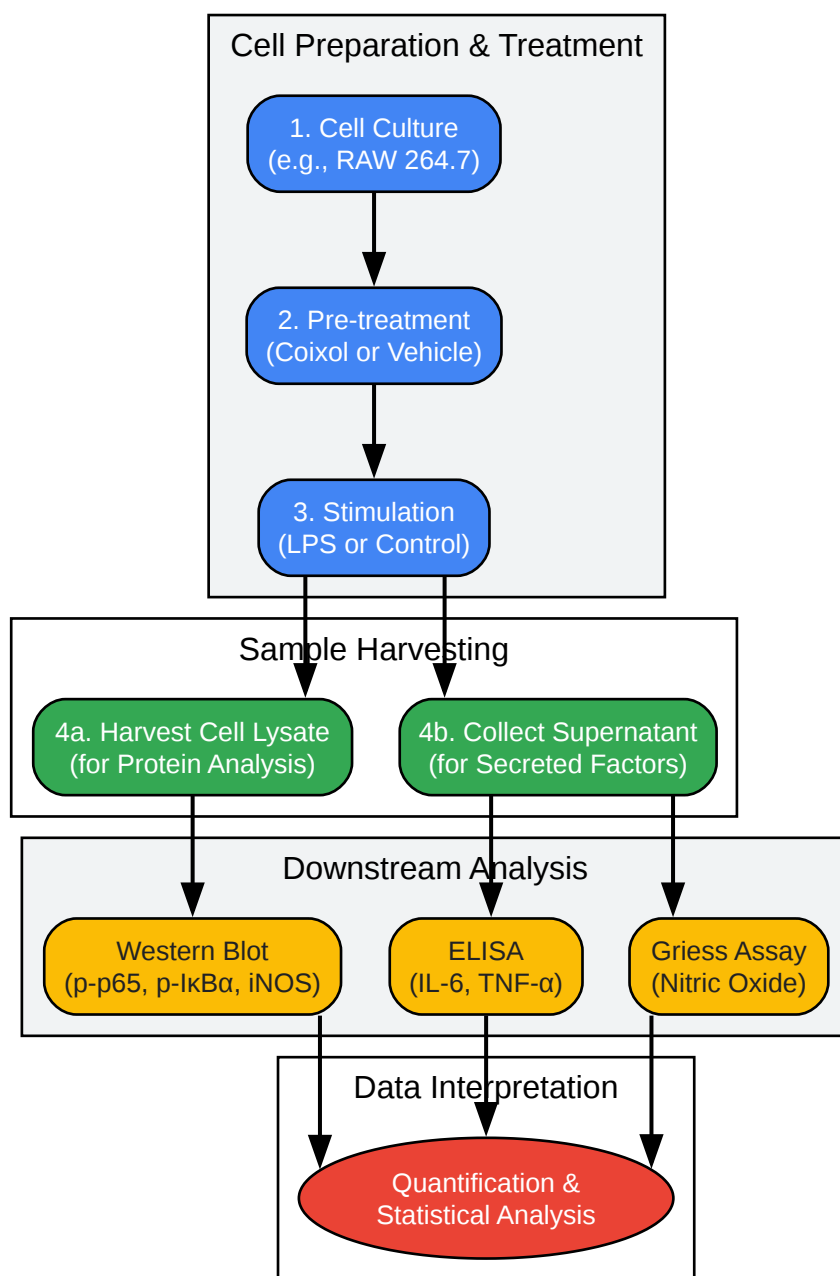 Cell Preparation & Treatment
1. Cell Culture
(e.g., RAW 264.7)
2. Pre-treatment
(Coixol or Vehicle)
3. Stimulation
(LPS or Control)
Sample Harvesting
4a. Harvest Cell Lysate
(for Protein Analysis)
4b. Collect Supernatant
(for Secreted Factors)
Downstream Analysis
Western Blot
(p-p65, p-IκBα, iNOS)
ELISA
(IL-6, TNF-α)
Griess Assay
(Nitric Oxide)
Data Interpretation
Quantification &
Statistical Analysis